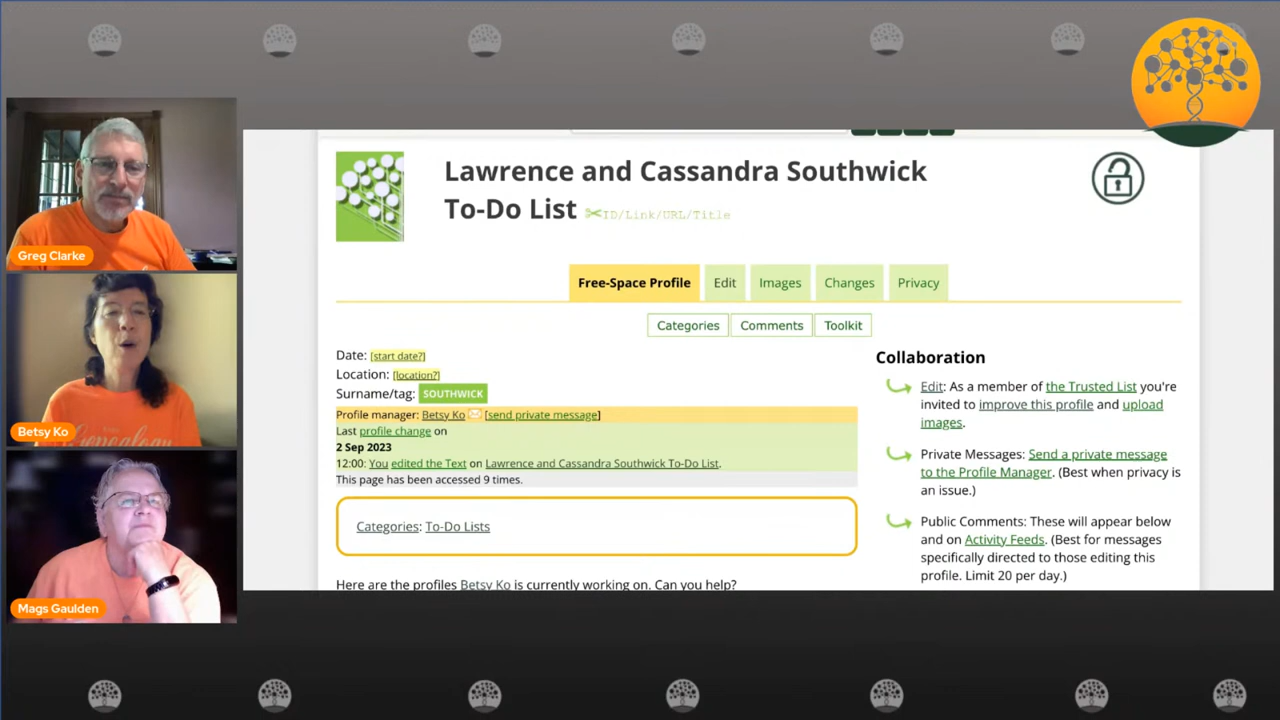 Lawrence and Cassandra Southwick
To-Do List ID/Link/URL/Title
Free-Space Profile Edit Images Changes Privacy
Categories Comments Toolkit
Date: [start date?]
Location: [location?]
Surname/tag: SOUTHWICK
Profile manager: Betsy Ko [send private message]
Last profile change on
2 Sep 2023
12:00: You edited the Text on Lawrence and Cassandra Southwick To-Do List.
This page has been accessed 9 times.
Categories: To-Do Lists
Here are the profiles Betsy Ko is currently working on. Can you help?
Collaboration
Edit: As a member of the Trusted List you're
invited to improve this profile and upload
images.
Private Messages: Send a private message
to the Profile Manager. (Best when privacy is
an issue.)
Public Comments: These will appear below
and on Activity Feeds. (Best for messages
specifically directed to those editing this
profile. Limit 20 per day.)
Greg Clarke
Betsy Ko
Mags Gaulden